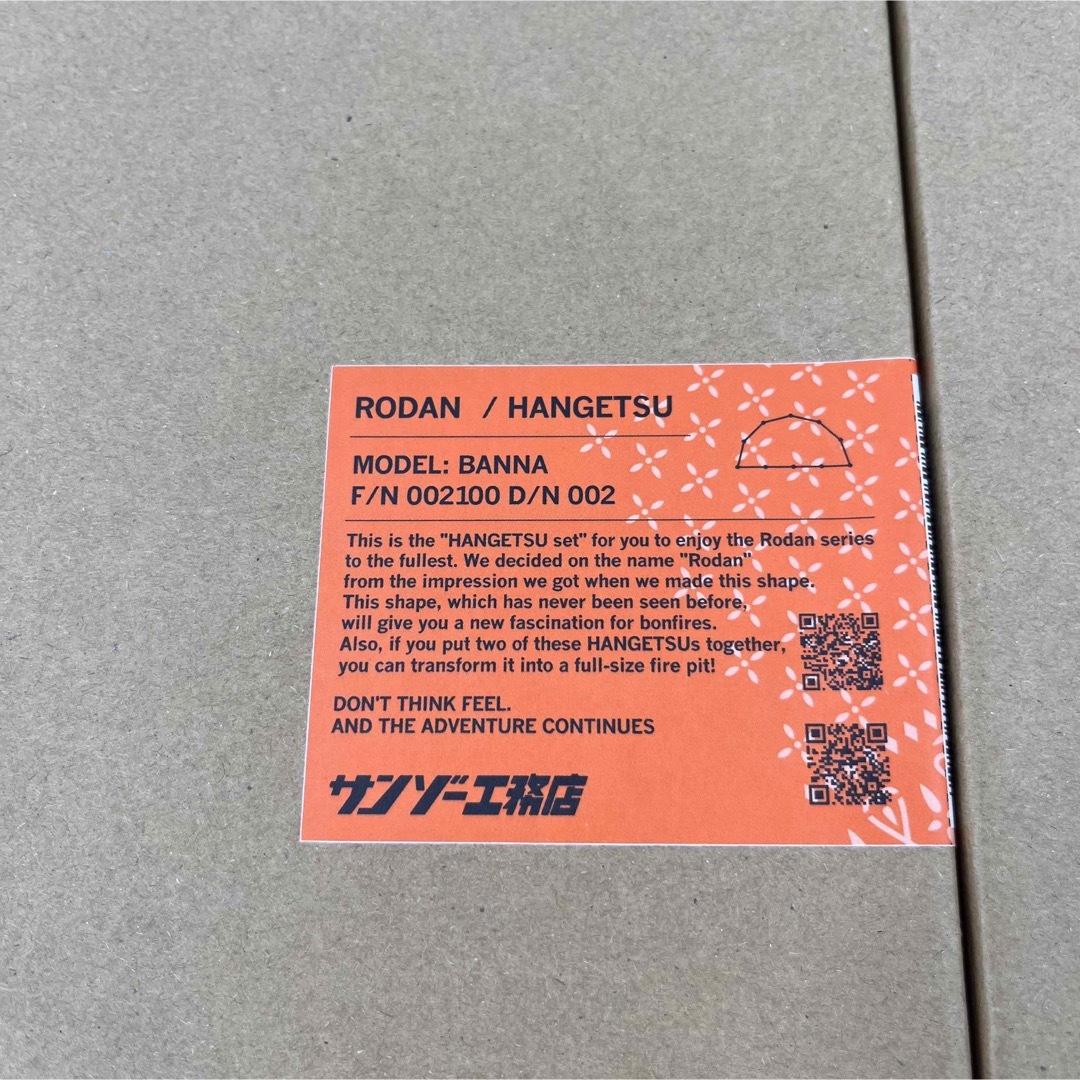 RODAN / HANGETSU
MODEL: BANNA
F/N 002100 D/N 002
This is the "HANGETSU set" for you to enjoy the Rodan series
to the fullest. We decided on the name "Rodan"
from the impression we got when we made this shape.
This shape, which has never been seen before,
will give you a new fascination for bonfires.
Also, if you put two of these HANGETSUs together,
you can transform it into a full-size fire pit!
DON'T THINK FEEL.
AND THE ADVENTURE CONTINUES
サンゾー工務店